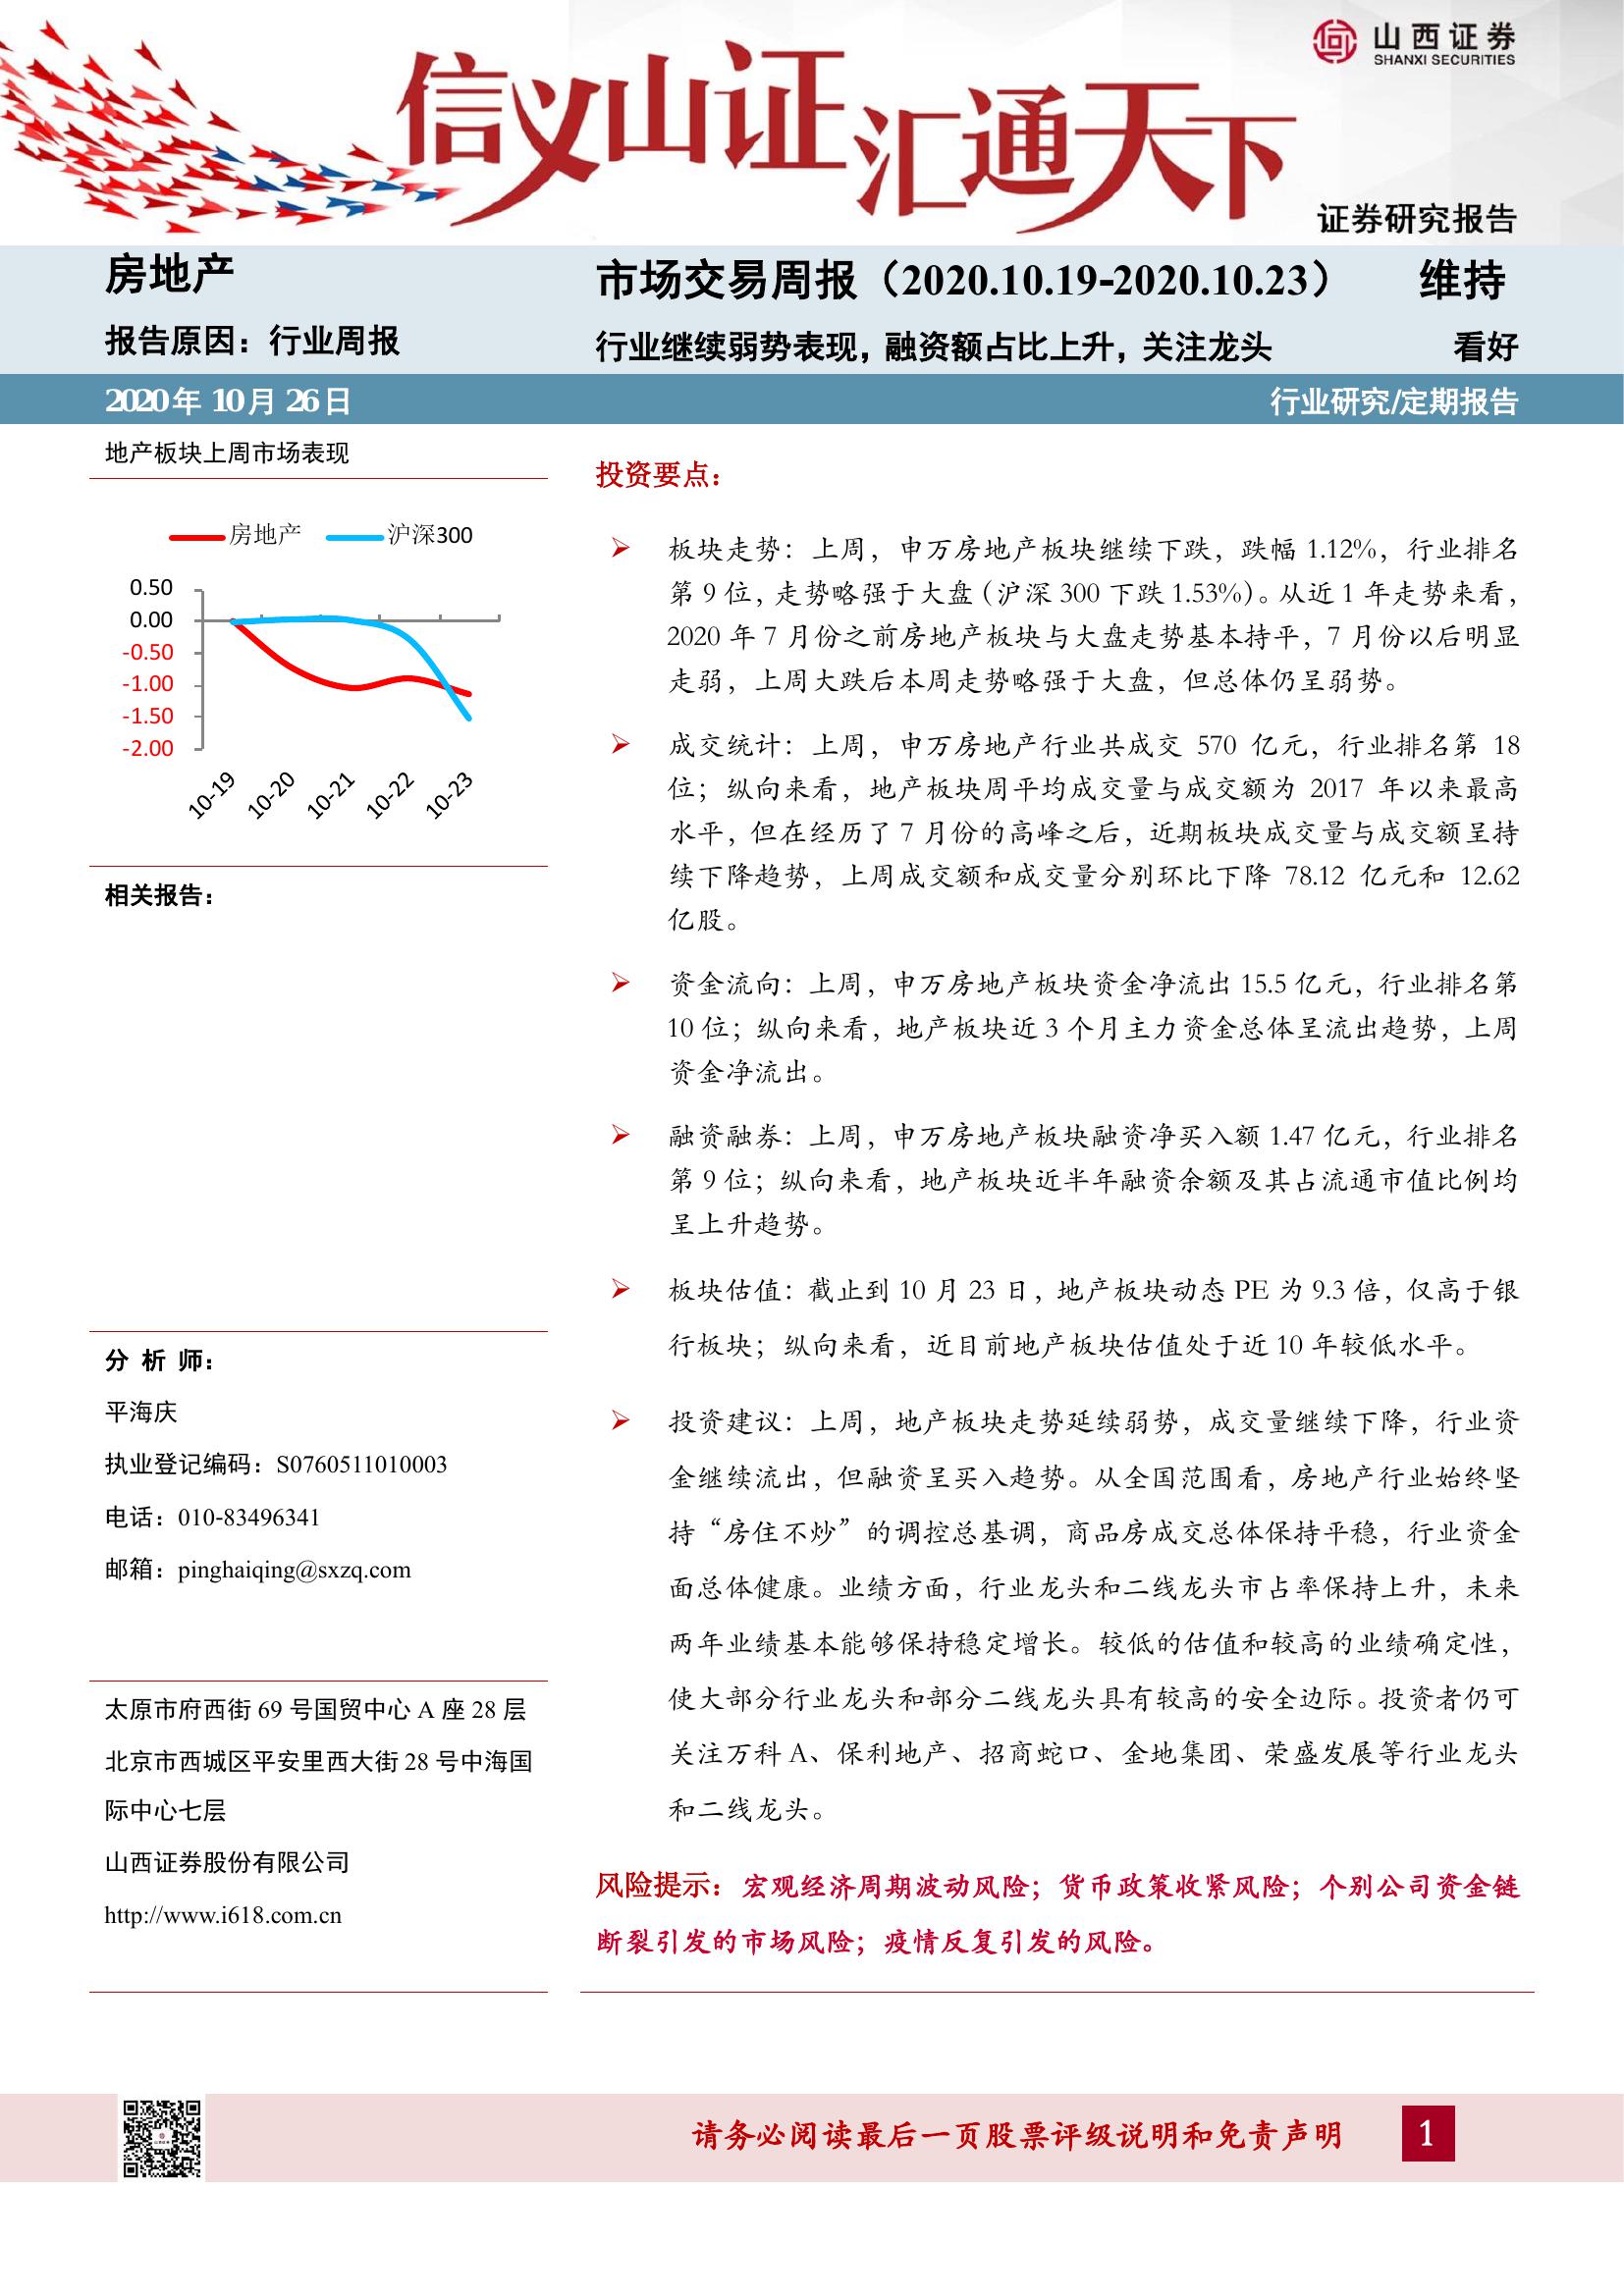 信义山证汇通天下
山西证券
SHANXI SECURITIES
证券研究报告
房地产
报告原因：行业周报
市场交易周报（2020.10.19-2020.10.23）
维持
行业继续弱势表现，融资额占比上升，关注龙头
看好
2020年10月26日
行业研究/定期报告
地产板块上周市场表现
房地产
沪深300
0.50
0.00
-0.50
-1.00
-1.50
-2.00
10-19
10-20
10-21
10-22
10-23
相关报告：
分析师：
平海庆
执业登记编码：S0760511010003
电话：010-83496341
邮箱：pinghaiqing@sxzq.com
太原市府西街69号国贸中心A座28层
北京市西城区平安里西大街28号中海国
际中心七层
山西证券股份有限公司
http://www.i618.com.cn
投资要点：
板块走势：上周，申万房地产板块继续下跌，跌幅1.12%，行业排名
第9位，走势略强于大盘（沪深300下跌1.53%）。从近1年走势来看，
2020年7月份之前房地产板块与大盘走势基本持平，7月份以后明显
走弱，上周大跌后本周走势略强于大盘，但总体仍呈弱势。
成交统计：上周，申万房地产行业共成交 570 亿元，行业排名第 18
位；纵向来看，地产板块周平均成交量与成交额为 2017 年以来最高
水平，但在经历了7月份的高峰之后，近期板块成交量与成交额呈持
续下降趋势，上周成交额和成交量分别环比下降 78.12 亿元和 12.62
亿股。
资金流向：上周，申万房地产板块资金净流出15.5亿元，行业排名第
10位；纵向来看，地产板块近3个月主力资金总体呈流出趋势，上周
资金净流出。
融资融券：上周，申万房地产板块融资净买入额1.47亿元，行业排名
第9位；纵向来看，地产板块近半年融资余额及其占流通市值比例均
呈上升趋势。
板块估值：截止到10月23日，地产板块动态PE为9.3倍，仅高于银
行板块；纵向来看，近目前地产板块估值处于近10年较低水平。
投资建议：上周，地产板块走势延续弱势，成交量继续下降，行业资
金继续流出，但融资呈买入趋势。从全国范围看，房地产行业始终坚
持“房住不炒”的调控总基调，商品房成交总体保持平稳，行业资金
面总体健康。业绩方面，行业龙头和二线龙头市占率保持上升，未来
两年业绩基本能够保持稳定增长。较低的估值和较高的业绩确定性，
使大部分行业龙头和部分二线龙头具有较高的安全边际。投资者仍可
关注万科A、保利地产、招商蛇口、金地集团、荣盛发展等行业龙头
和二线龙头。
风险提示：宏观经济周期波动风险；货币政策收紧风险；个别公司资金链
断裂引发的市场风险；疫情反复引发的风险。
请务必阅读最后一页股票评级说明和免责声明
1